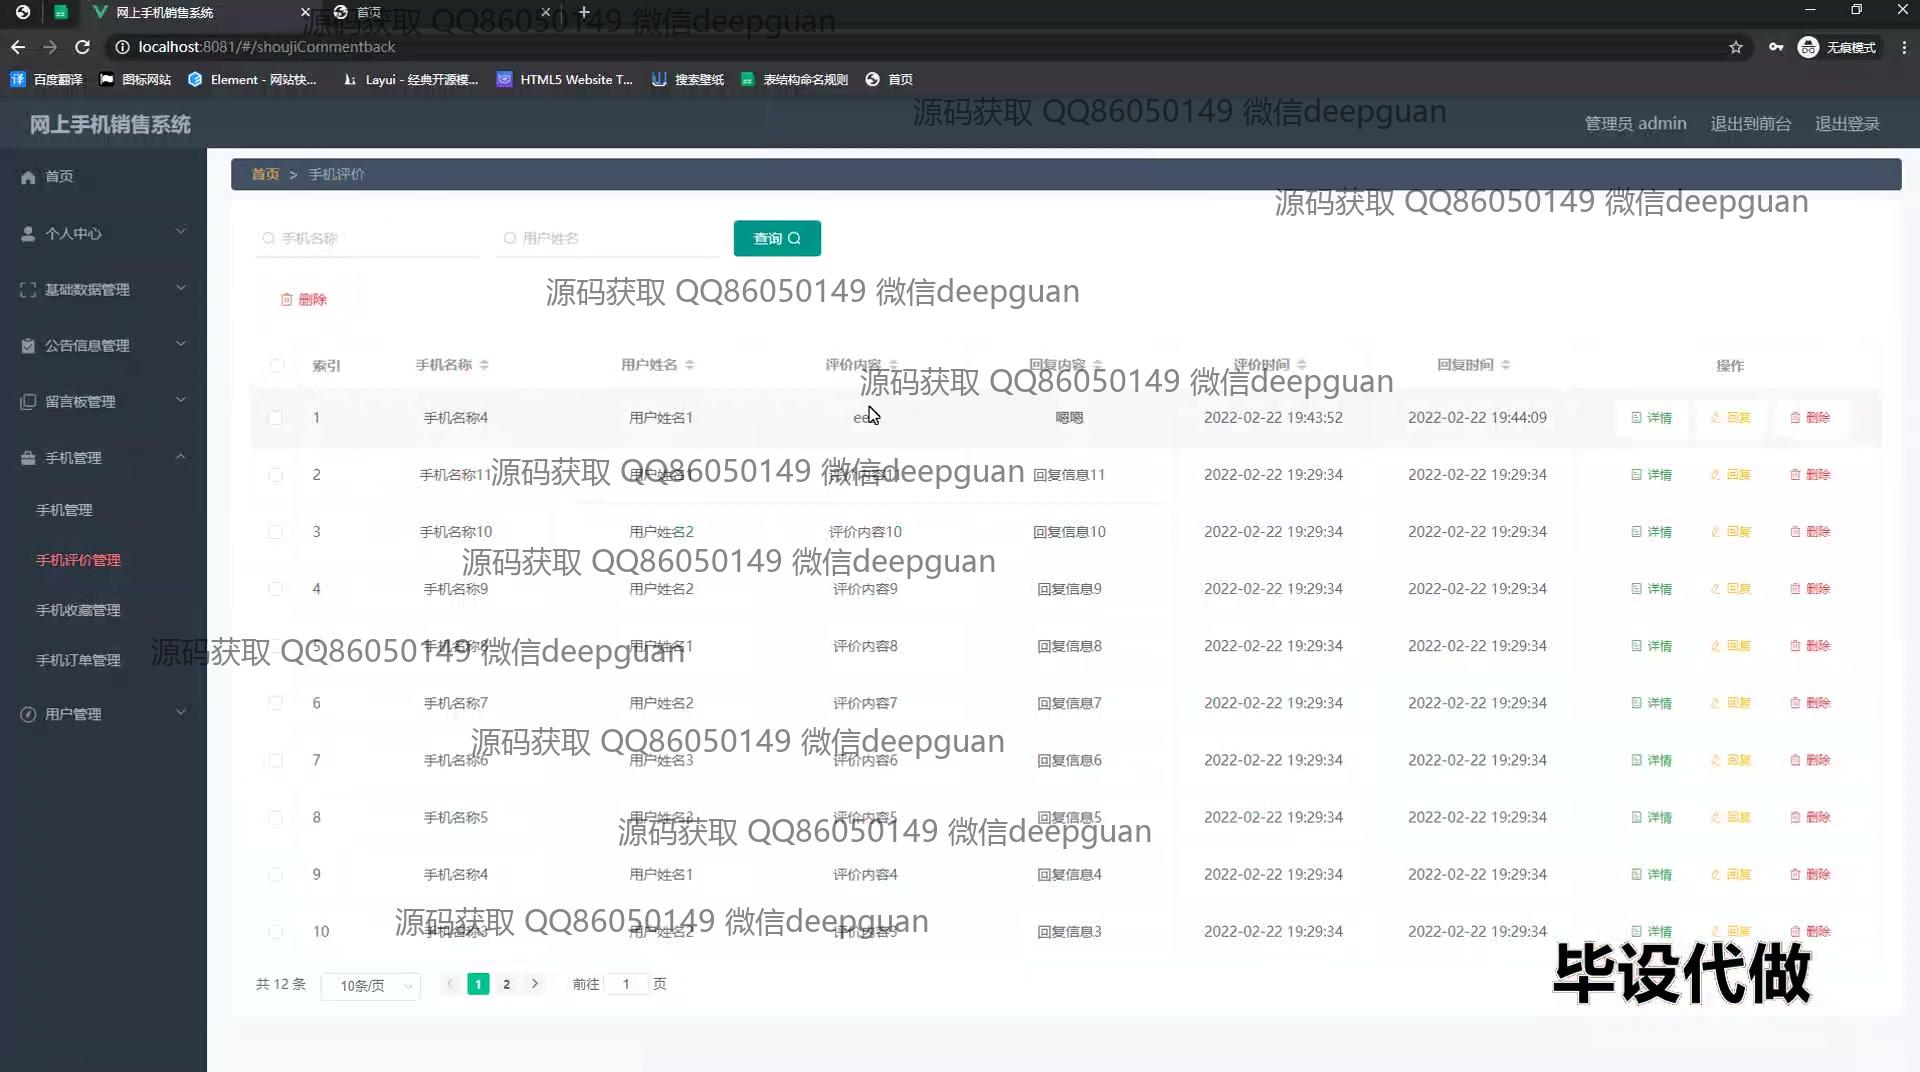 网上手机销售系统
首页
源码获取 QQ86050149 微信deepguan
localhost:8081/#/shoujiCommentback
无痕模式
百度翻译 图标网站 Element - 网站快... Layui - 经典开源模... HTML5 Website T... 搜索壁纸 表结构命名规则 首页
源码获取 QQ86050149 微信deepguan
网上手机销售系统 管理员 admin 退出到前台 退出登录
首页 > 手机评价
源码获取 QQ86050149 微信deepguan
首页
个人中心
基础数据管理
公告信息管理
留言板管理
手机管理
手机管理
手机评价管理
手机收藏管理
手机订单管理
用户管理
手机名称 用户姓名 查询
源码获取 QQ86050149 微信deepguan
删除
索引 手机名称 用户姓名 评价内容 回复内容 评价时间 回复时间 操作
源码获取 QQ86050149 微信deepguan
1 手机名称4 用户姓名1 ee 嗯嗯 2022-02-22 19:43:52 2022-02-22 19:44:09 详情 回复 删除
源码获取 QQ86050149 微信deepguan
2 手机名称11 用户姓名1 评价内容11 回复信息11 2022-02-22 19:29:34 2022-02-22 19:29:34 详情 回复 删除
3 手机名称10 用户姓名2 评价内容10 回复信息10 2022-02-22 19:29:34 2022-02-22 19:29:34 详情 回复 删除
源码获取 QQ86050149 微信deepguan
4 手机名称9 用户姓名2 评价内容9 回复信息9 2022-02-22 19:29:34 2022-02-22 19:29:34 详情 回复 删除
5 手机名称8 用户姓名1 评价内容8 回复信息8 2022-02-22 19:29:34 2022-02-22 19:29:34 详情 回复 删除
源码获取 QQ86050149 微信deepguan
6 手机名称7 用户姓名2 评价内容7 回复信息7 2022-02-22 19:29:34 2022-02-22 19:29:34 详情 回复 删除
源码获取 QQ86050149 微信deepguan
7 手机名称6 用户姓名3 评价内容6 回复信息6 2022-02-22 19:29:34 2022-02-22 19:29:34 详情 回复 删除
8 手机名称5 用户姓名 评价内容5 回复信息5 2022-02-22 19:29:34 2022-02-22 19:29:34 详情 回复 删除
源码获取 QQ86050149 微信deepguan
9 手机名称4 用户姓名1 评价内容4 回复信息4 2022-02-22 19:29:34 2022-02-22 19:29:34 详情 回复 删除
源码获取 QQ86050149 微信deepguan
10 手机名称3 用户姓名2 评价内容3 回复信息3 2022-02-22 19:29:34 2022-02-22 19:29:34 详情 回复 删除
毕设代做
共 12 条 10条/页 1 2 前往 1 页